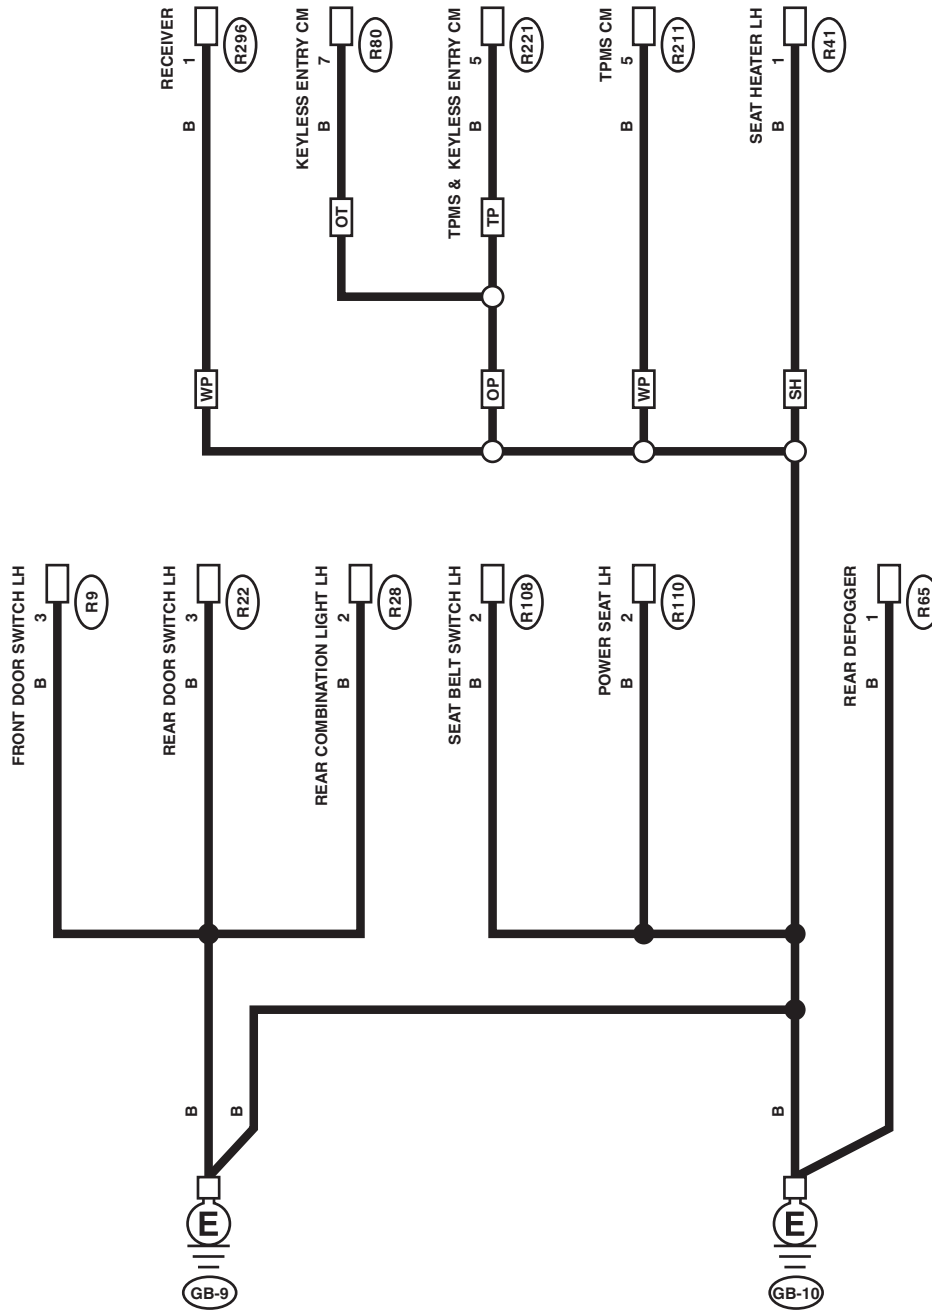 RECEIVER
1
B
R296
WP
KEYLESS ENTRY CM
7
B
R80
OT
TPMS & KEYLESS ENTRY CM
5
B
R221
TP
OP
TPMS CM
5
B
R211
WP
SEAT HEATER LH
1
B
R41
SH
FRONT DOOR SWITCH LH
3
B
R9
REAR DOOR SWITCH LH
3
B
R22
REAR COMBINATION LIGHT LH
2
B
R28
SEAT BELT SWITCH LH
2
B
R108
POWER SEAT LH
2
B
R110
REAR DEFOGGER
1
B
R65
B
B
E
GB-9
B
E
GB-10